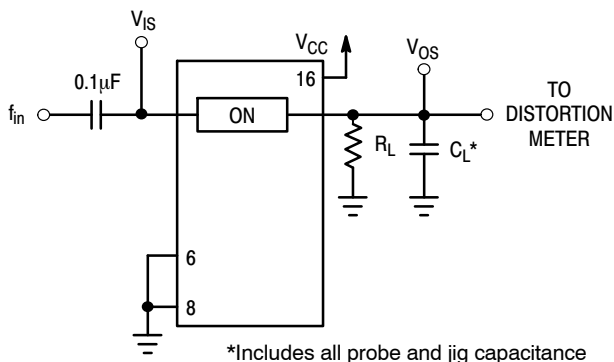 V_IS
V_CC
V_OS
16
0.1μF
f_in
ON
TO
DISTORTION
METER
R_L
C_L*
6
8
*Includes all probe and jig capacitance